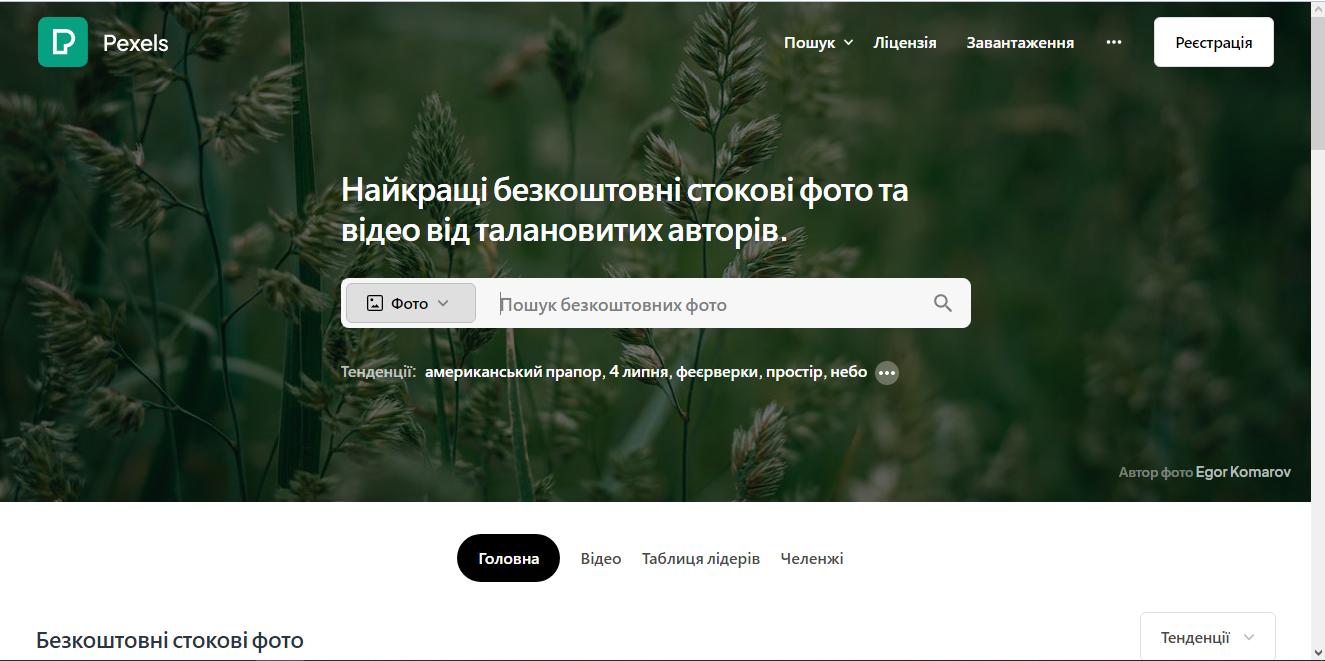 Pexels
Пошук
Ліцензія
Завантаження
Реєстрація
Найкращі безкоштовні стокові фото та
відео від талановитих авторів.
Фото
Пошук безкоштовних фото
Тенденції: американський прапор, 4 липня, феєрверки, простір, небо
Автор фото Egor Komarov
Головна
Відео
Таблиця лідерів
Челенжі
Безкоштовні стокові фото
Тенденції